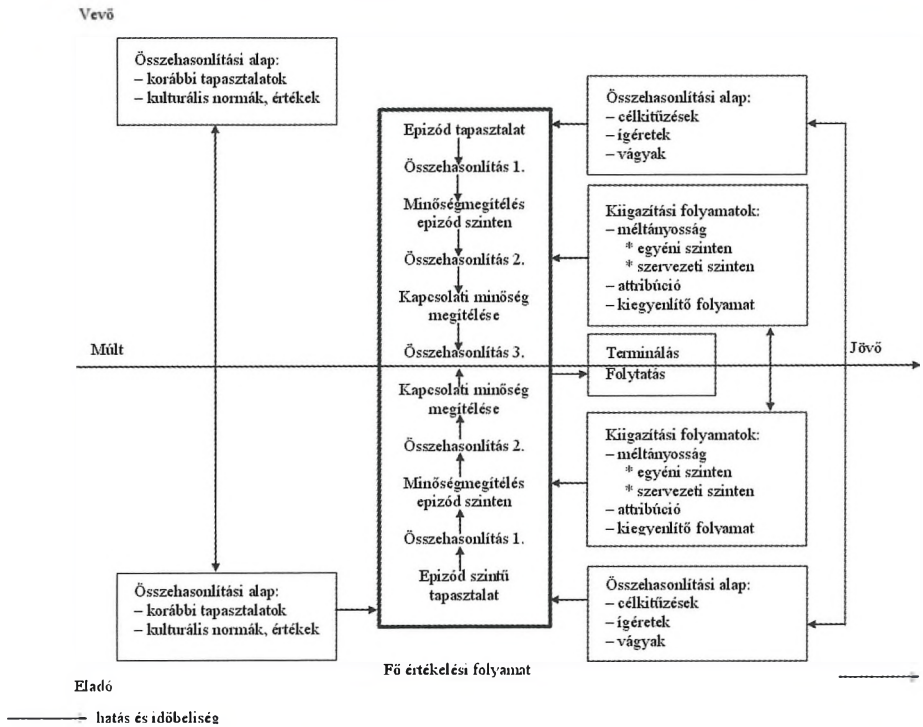 Vevő
Összehasonlítási alap:
– korábbi tapasztalatok
– kulturális normák, értékek
Epizód tapasztalat
Összehasonlítás 1.
Minőségmegítélés
epizód szinten
Összehasonlítás 2.
Kapcsolati minőség
megítélése
Összehasonlítás 3.
Kapcsolati minőség
megítélése
Összehasonlítás 2.
Minőségmegítélés
epizód szinten
Összehasonlítás 1.
Epizód szintű
tapasztalat
Összehasonlítási alap:
– célkitűzések
– ígéretek
– vágyak
Kiigazítási folyamatok:
– méltányosság
* egyéni szinten
* szervezeti szinten
– attribúció
– kiegyenlítő folyamat
Múlt
Terminálás
Folytatás
Jövő
Kiigazítási folyamatok:
– méltányosság
* egyéni szinten
* szervezeti szinten
– attribúció
– kiegyenlítő folyamat
Összehasonlítási alap:
– korábbi tapasztalatok
– kulturális normák, értékek
Összehasonlítási alap:
– célkitűzések
– ígéretek
– vágyak
Fő értékelési folyamat
Eladó
hatás és időbeliség